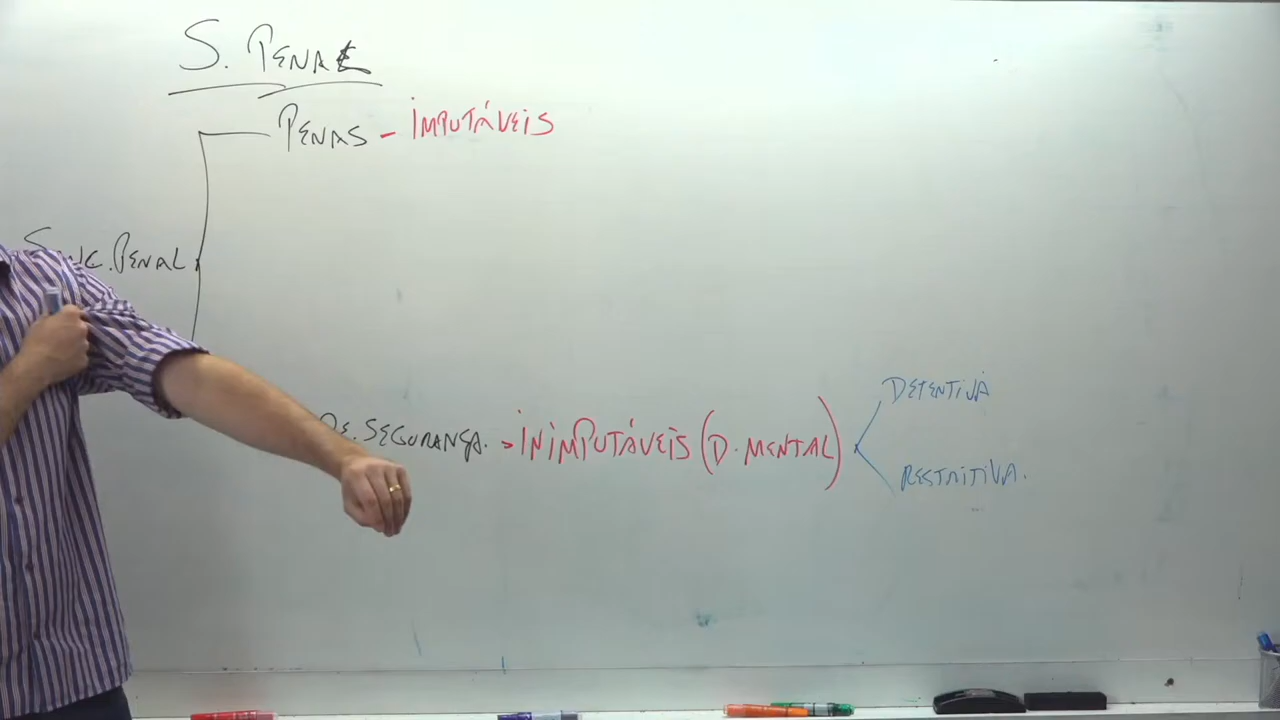 S. PENAL
PENAS - IMPUTÁVEIS
PENAL
DETENTIVA
SEGURANÇA. > INIMPUTÁVEIS (D. MENTAL)
RESTRITIVA.